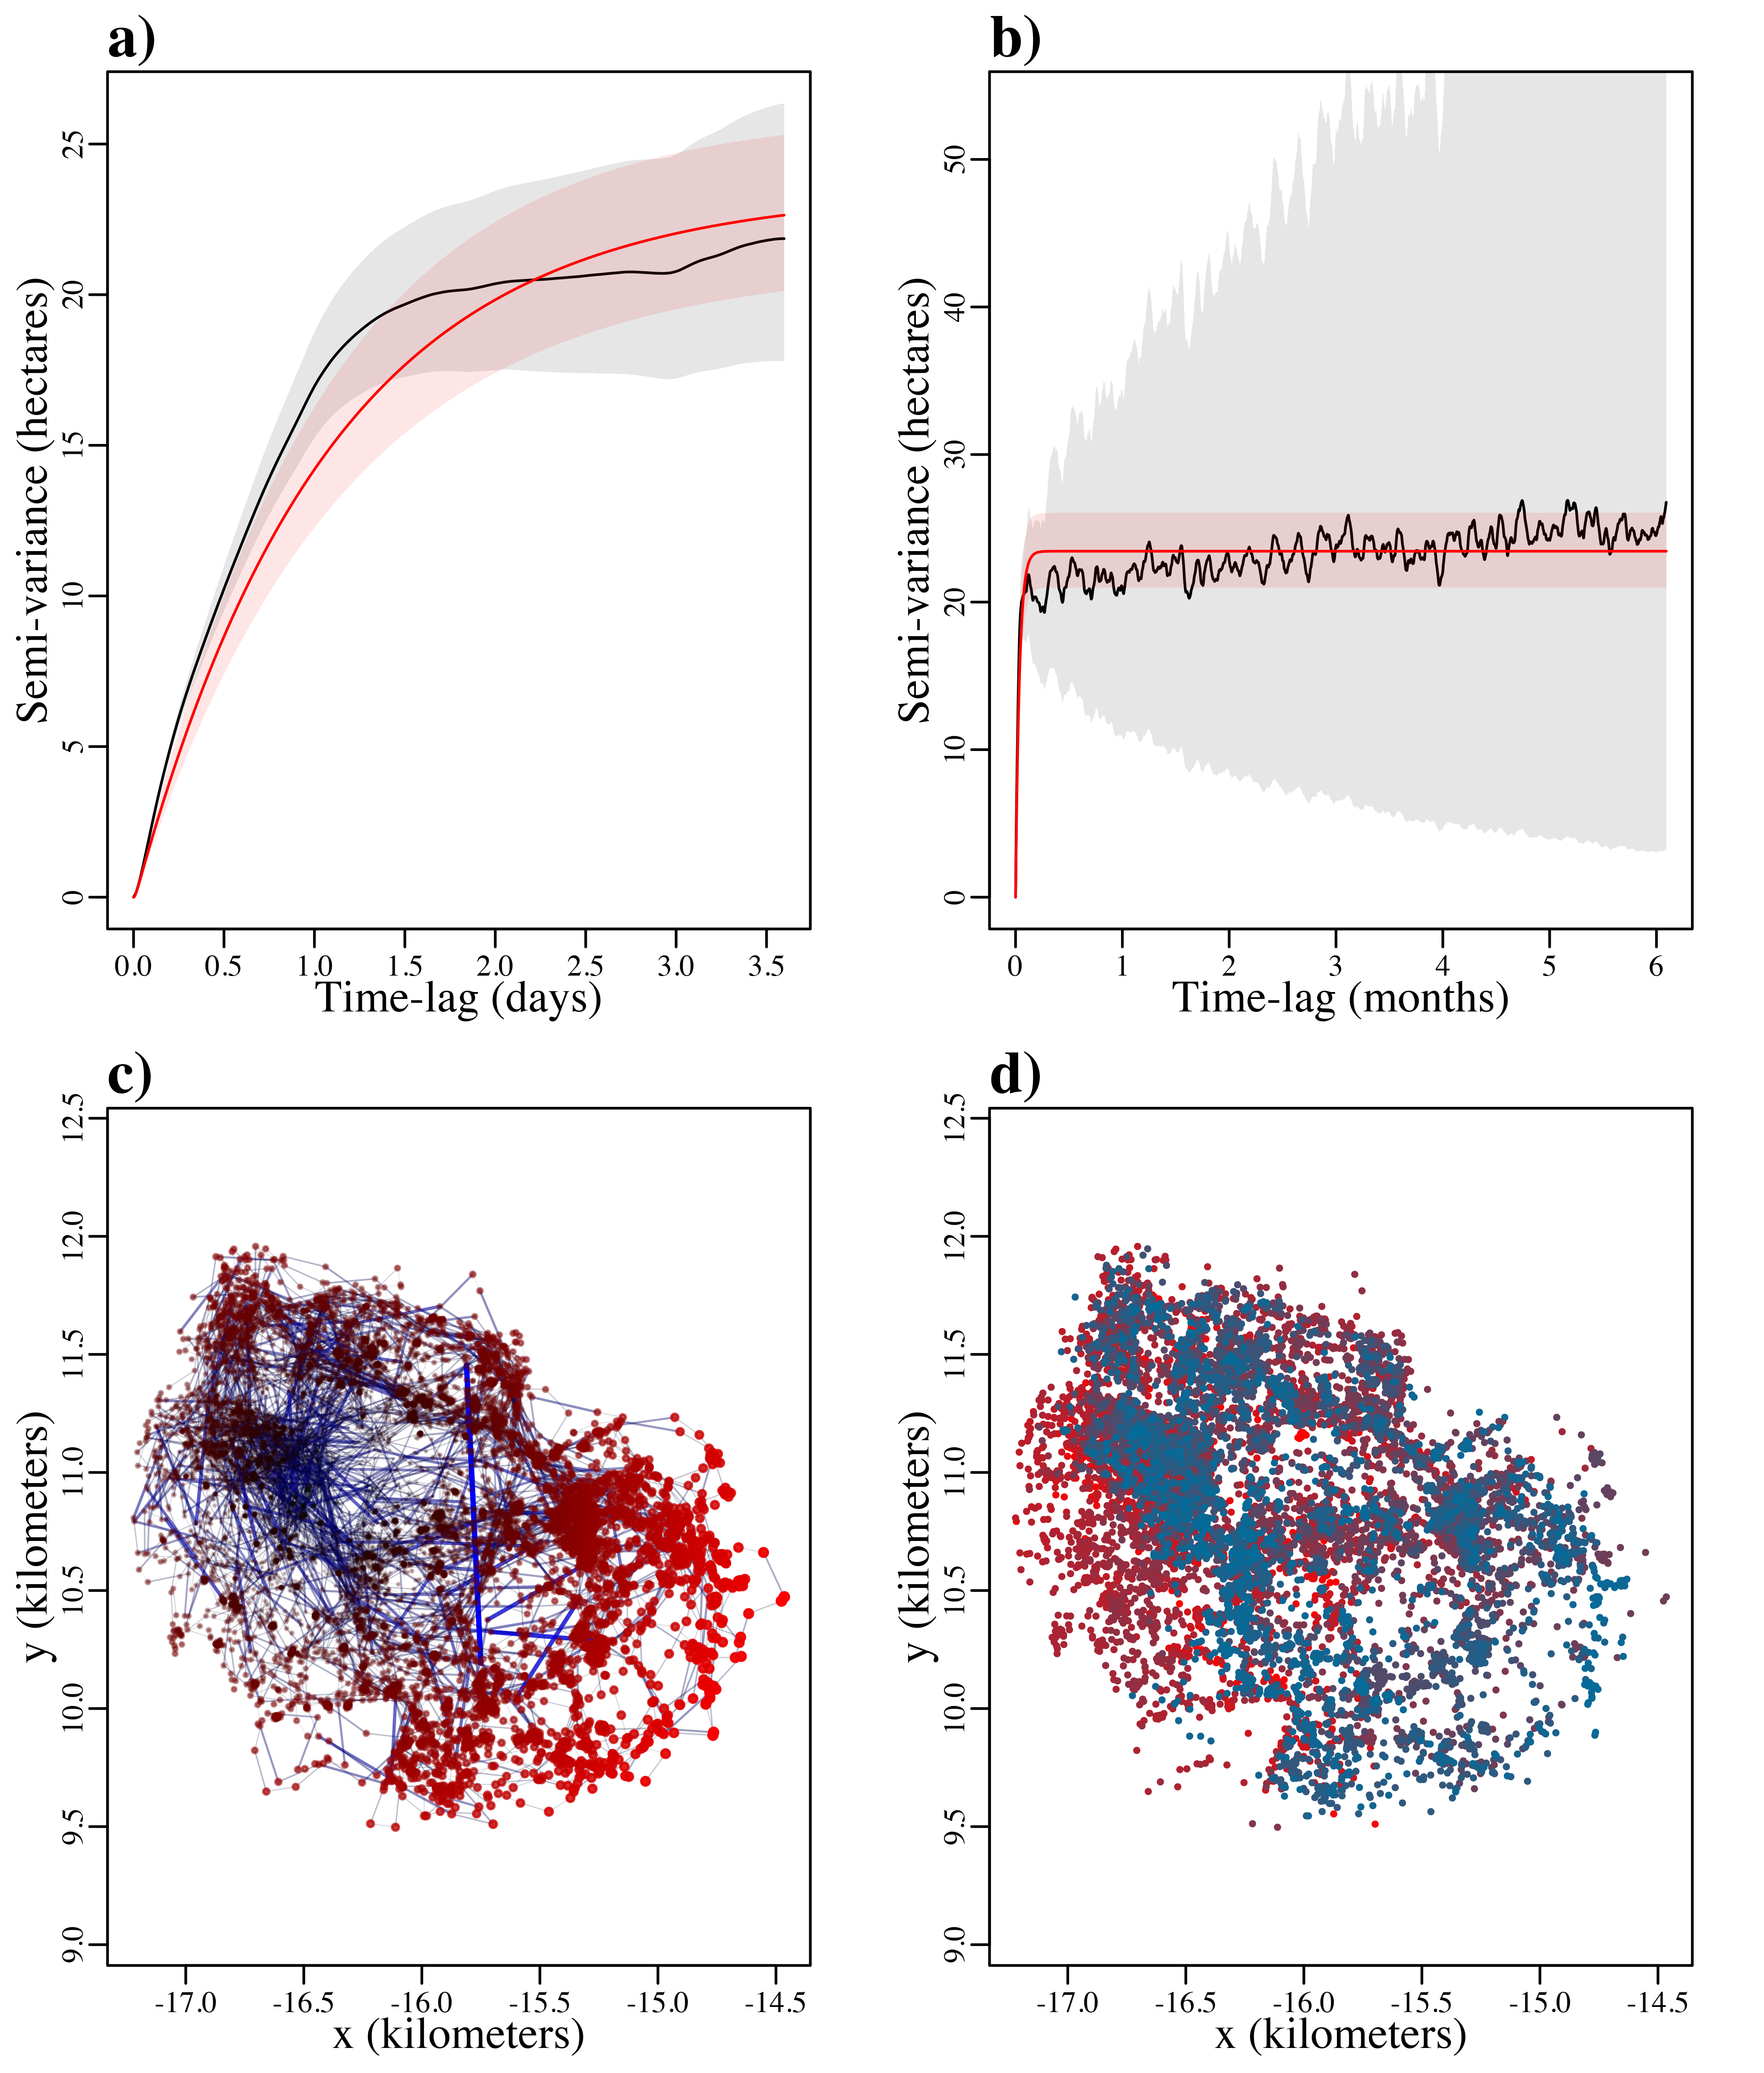 a)
Semi-variance (hectares)
25
20
15
10
5
0
0.0 0.5 1.0 1.5 2.0 2.5 3.0 3.5
Time-lag (days)
b)
Semi-variance (hectares)
50
40
30
20
10
0
0 1 2 3 4 5 6
Time-lag (months)
c)
y (kilometers)
12.5
12.0
11.5
11.0
10.5
10.0
9.5
9.0
-17.0 -16.5 -16.0 -15.5 -15.0 -14.5
x (kilometers)
d)
y (kilometers)
12.5
12.0
11.5
11.0
10.5
10.0
9.5
9.0
-17.0 -16.5 -16.0 -15.5 -15.0 -14.5
x (kilometers)